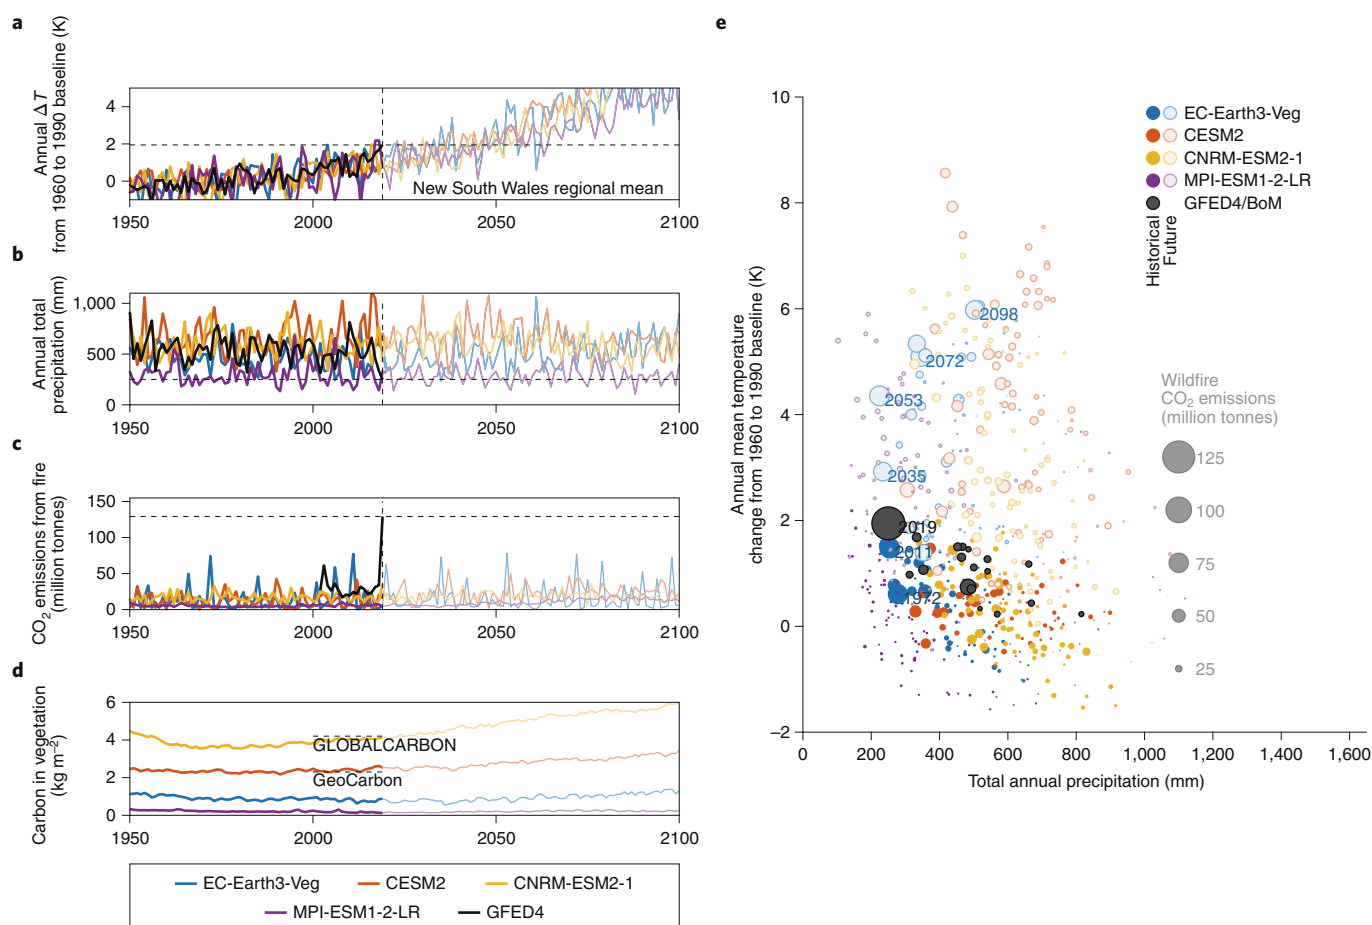 a
Annual Δ T
from 1960 to 1990 baseline (K)
4
2
0
New South Wales regional mean
1950
2000
2050
2100
b
Annual total
precipitation (mm)
1,000
500
0
1950
2000
2050
2100
c
CO2 emissions from fire
(million tonnes)
150
100
50
0
1950
2000
2050
2100
d
Carbon in vegetation
(kg m−2)
6
4
2
0
GLOBALCARBON
GeoCarbon
1950
2000
2050
2100
EC-Earth3-Veg
CESM2
CNRM-ESM2-1
MPI-ESM1-2-LR
GFED4
e
Annual mean temperature
change from 1960 to 1990 baseline (K)
10
8
6
4
2
0
−2
EC-Earth3-Veg
CESM2
CNRM-ESM2-1
MPI-ESM1-2-LR
GFED4/BoM
Historical
Future
2098
2072
2053
2035
2019
2011
1972
Wildfire
CO2 emissions
(million tonnes)
125
100
75
50
25
0
200
400
600
800
1,000
1,200
1,400
1,600
Total annual precipitation (mm)